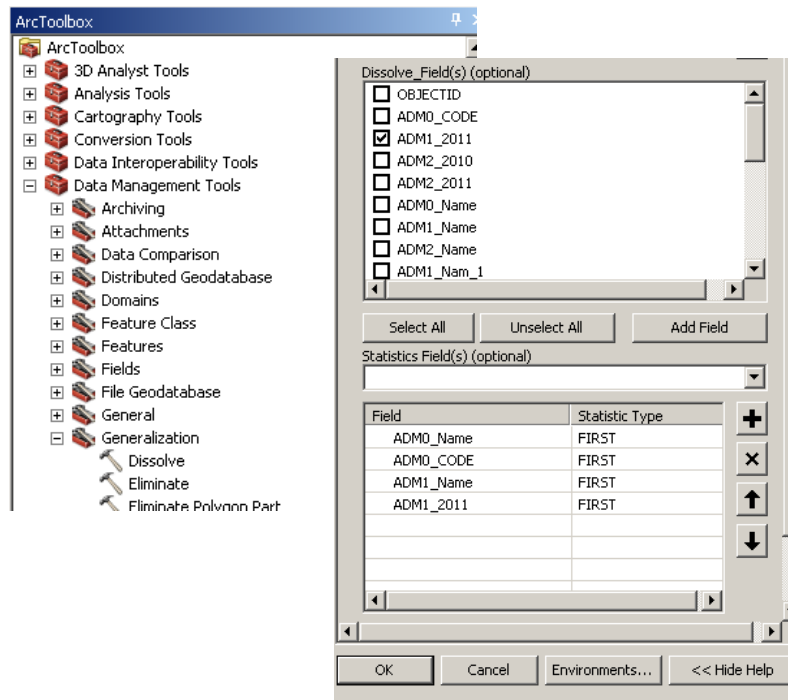 ArcToolbox
ArcToolbox
3D Analyst Tools
Analysis Tools
Cartography Tools
Conversion Tools
Data Interoperability Tools
Data Management Tools
Archiving
Attachments
Data Comparison
Distributed Geodatabase
Domains
Feature Class
Features
Fields
File Geodatabase
General
Generalization
Dissolve
Eliminate
Eliminate Polygon Part
Dissolve_Field(s) (optional)
OBJECTID
ADM0_CODE
ADM1_2011
ADM2_2010
ADM2_2011
ADM0_Name
ADM1_Name
ADM2_Name
ADM1_Nam_1
Select All Unselect All Add Field
Statistics Field(s) (optional)
Field Statistic Type
ADM0_Name FIRST
ADM0_CODE FIRST
ADM1_Name FIRST
ADM1_2011 FIRST
OK Cancel Environments... << Hide Help